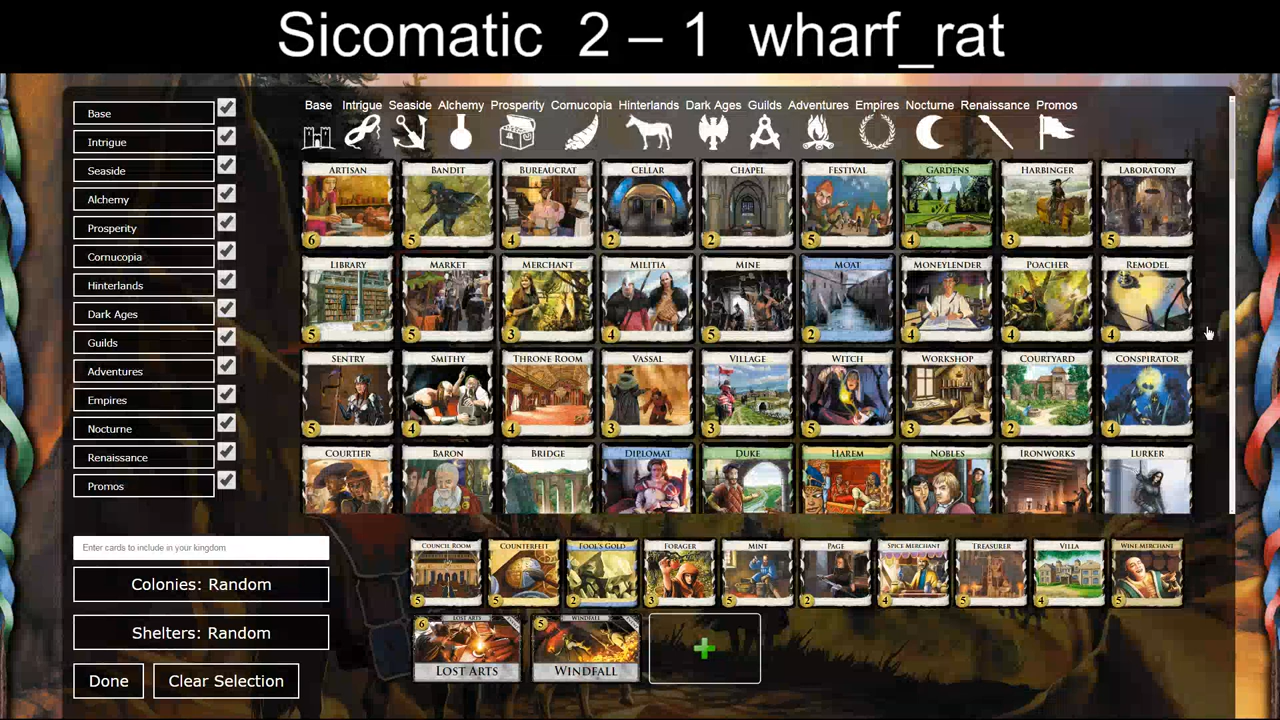 Sicomatic 2 – 1 wharf_rat
Base Intrigue Seaside Alchemy Prosperity Cornucopia Hinterlands Dark Ages Guilds Adventures Empires Nocturne Renaissance Promos
Base
Intrigue
Seaside
Alchemy
Prosperity
Cornucopia
Hinterlands
Dark Ages
Guilds
Adventures
Empires
Nocturne
Renaissance
Promos
ARTISAN BANDIT BUREAUCRAT CELLAR CHAPEL FESTIVAL GARDENS HARBINGER LABORATORY
6 5 4 2 2 5 4 3 5
LIBRARY MARKET MERCHANT MILITIA MINE MOAT MONEYLENDER POACHER REMODEL
5 5 3 4 5 2 4 4 4
SENTRY SMITHY THRONE ROOM VASSAL VILLAGE WITCH WORKSHOP COURTYARD CONSPIRATOR
5 4 4 3 3 5 3 2 4
COURTIER BARON BRIDGE DIPLOMAT DUKE HAREM NOBLES IRONWORKS LURKER
Enter cards to include in your kingdom
Colonies: Random
Shelters: Random
Done Clear Selection
COUNCIL ROOM COUNTERFEIT FOOL'S GOLD FORAGER MINT PAGE SPICE MERCHANT TREASURER VILLA WINE MERCHANT
5 5 2 3 5 2 4 5 4 5
6 LOST ARTS 5 WINDFALL
LOST ARTS WINDFALL